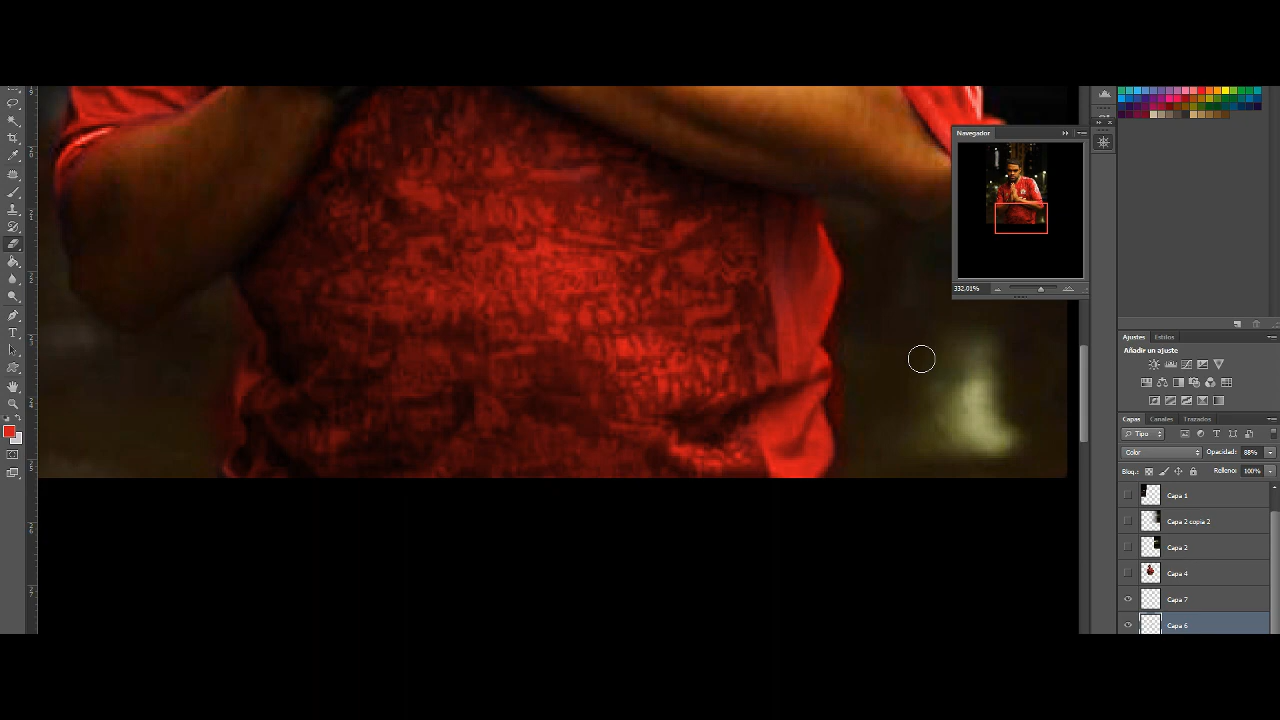 Navegador
332.01%
Ajustes Estilos
Añadir un ajuste
Capas Canales Trazados
Tipo
Color Opacidad: 88%
Bloq.: Relleno: 100%
Capa 1
Capa 2 copia 2
Capa 2
Capa 4
Capa 7
Capa 6